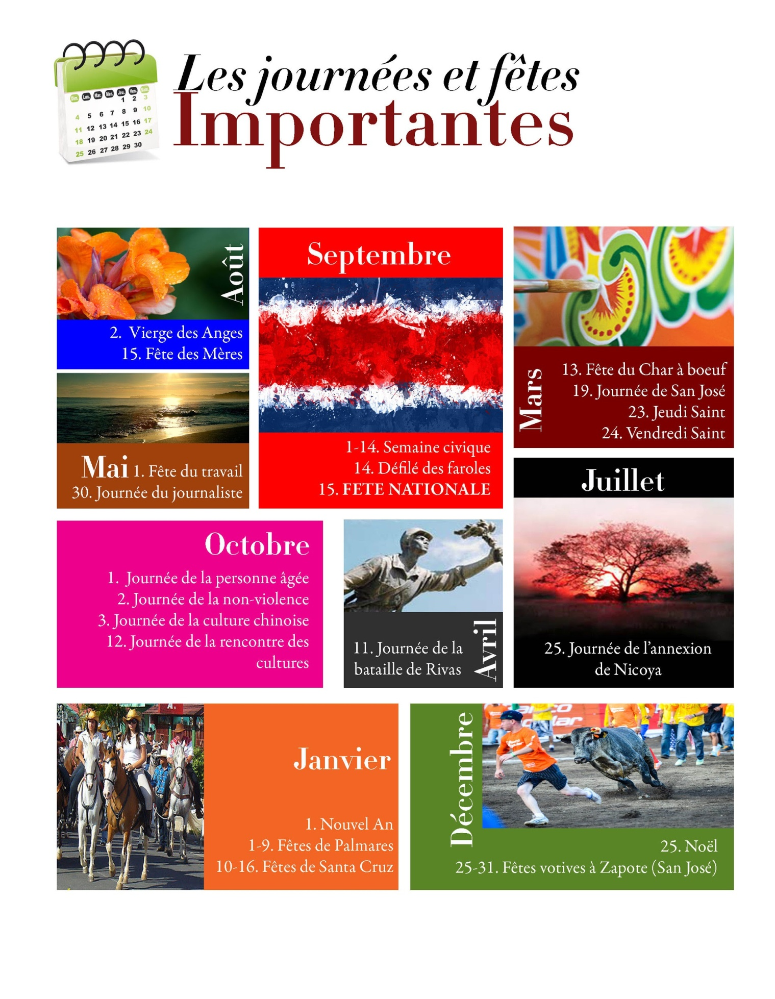 Les journées et fêtes
Importantes
Dim. Lun. Mar. Mer. Jeu. Ven. Sam.
1 2 3
4 5 6 7 8 9 10
11 12 13 14 15 16 17
18 19 20 21 22 23 24
25 26 27 28 29 30
Août
2. Vierge des Anges
15. Fête des Mères
Septembre
1-14. Semaine civique
14. Défilé des faroles
15. FETE NATIONALE
Mars
13. Fête du Char à boeuf
19. Journée de San José
23. Jeudi Saint
24. Vendredi Saint
Mai 1. Fête du travail
30. Journée du journaliste
Juillet
25. Journée de l’annexion
de Nicoya
Octobre
1. Journée de la personne âgée
2. Journée de la non-violence
3. Journée de la culture chinoise
12. Journée de la rencontre des
cultures
Avril
11. Journée de la
bataille de Rivas
Janvier
1. Nouvel An
1-9. Fêtes de Palmares
10-16. Fêtes de Santa Cruz
Décembre
25. Noël
25-31. Fêtes votives à Zapote (San José)